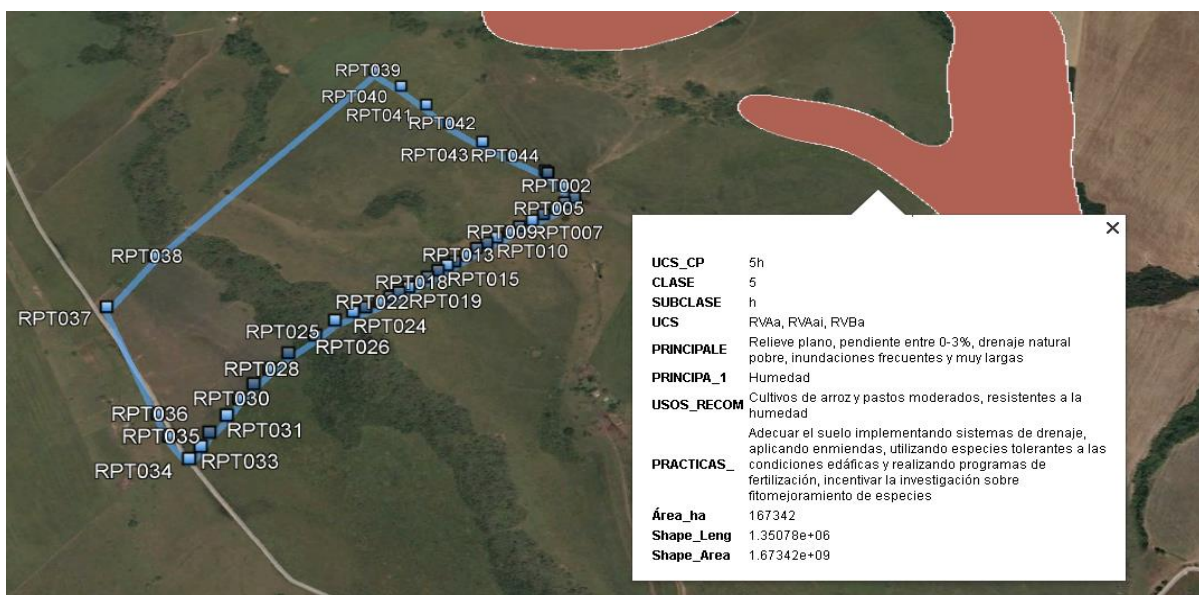 RPT039
RPT040
RPT041
RPT042
RPT043
RPT044
RPT002
RPT005
RPT009
RPT007
RPT010
RPT013
RPT015
RPT018
RPT019
RPT022
RPT024
RPT025
RPT026
RPT028
RPT030
RPT031
RPT033
RPT034
RPT035
RPT036
RPT037
RPT038
UCS_CP 5h
CLASE 5
SUBCLASE h
UCS RVAa, RVAai, RVBa
PRINCIPALE Relieve plano, pendiente entre 0-3%, drenaje natural
pobre, inundaciones frecuentes y muy largas
PRINCIPA_1 Humedad
USOS_RECOM Cultivos de arroz y pastos moderados, resistentes a la
humedad
PRACTICAS_ Adecuar el suelo implementando sistemas de drenaje,
aplicando enmiendas, utilizando especies tolerantes a las
condiciones edáficas y realizando programas de
fertilización, incentivar la investigación sobre
fitomejoramiento de especies
Área_ha 167342
Shape_Leng 1.35078e+06
Shape_Area 1.67342e+09